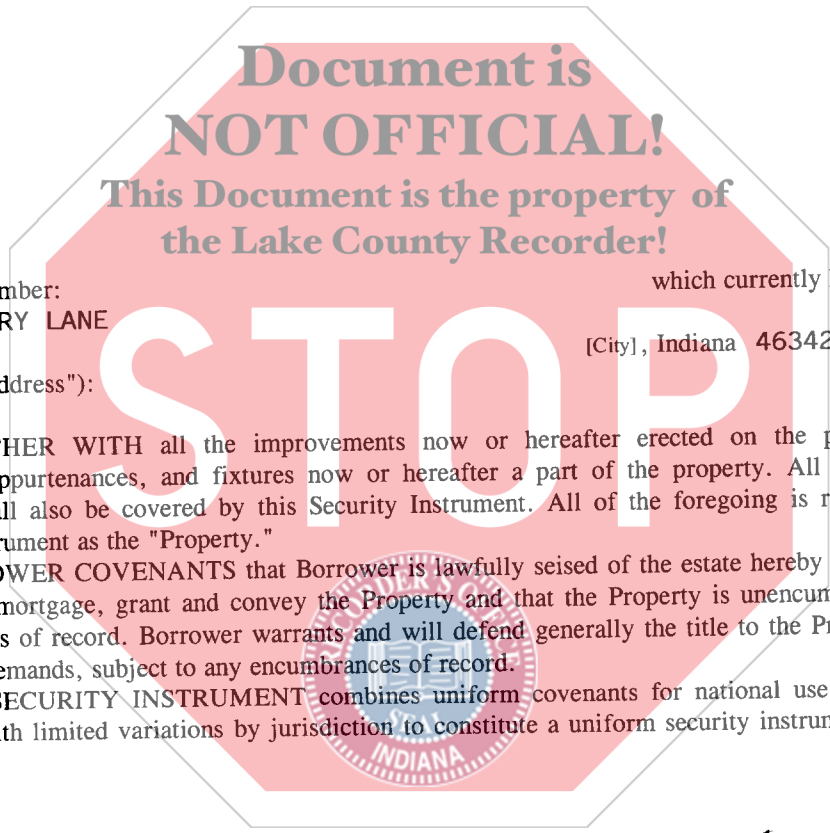 Document is
NOT OFFICIAL!
This Document is the property of
the Lake County Recorder!
mber: which currently
RY LANE
[City], Indiana 46342
ddress"):
STOP
HER WITH all the improvements now or hereafter erected on the p
ppurtenances, and fixtures now or hereafter a part of the property. All
ll also be covered by this Security Instrument. All of the foregoing is r
rument as the "Property."
OWER COVENANTS that Borrower is lawfully seised of the estate hereby
mortgage, grant and convey the Property and that the Property is unencum
s of record. Borrower warrants and will defend generally the title to the Pr
emands, subject to any encumbrances of record.
SECURITY INSTRUMENT combines uniform covenants for national use
th limited variations by jurisdiction to constitute a uniform security instrum
RECORDER'S OFFICE
SEAL
INDIANA